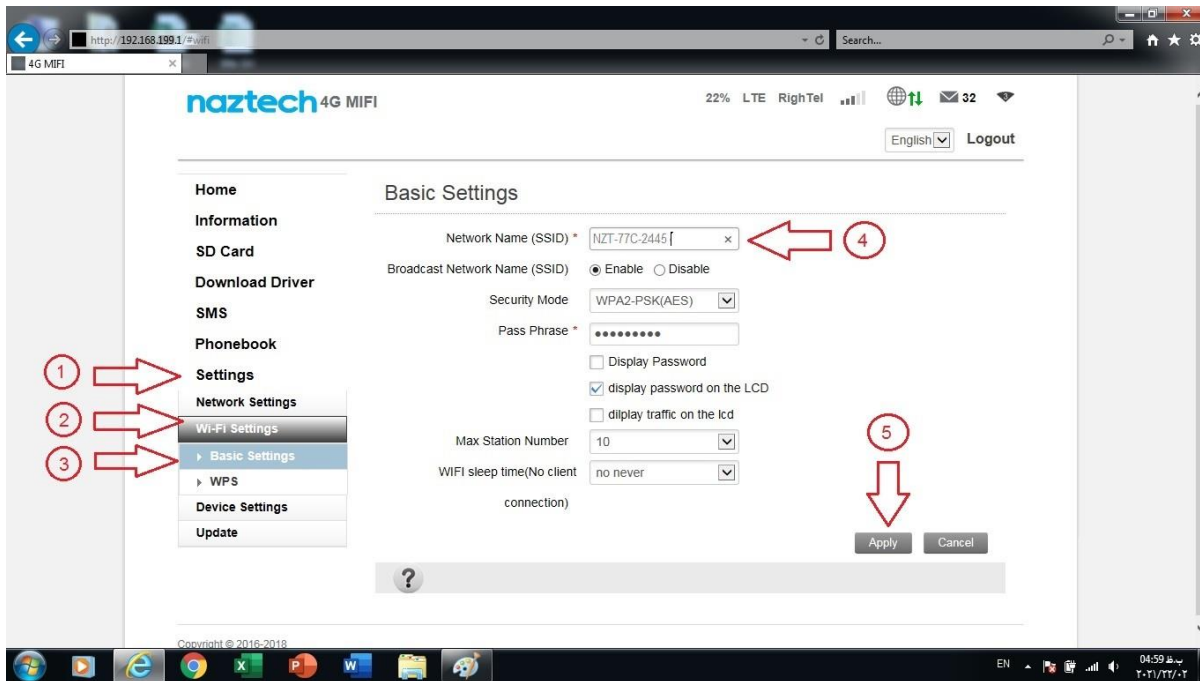 http://192.168.199.1/#wifi
Search...
4G MIFI
naztech 4G MIFI
22% LTE RighTel 32
English
Logout
Home
Information
SD Card
Download Driver
SMS
Phonebook
1
Settings
Network Settings
2
Wi-Fi Settings
3
Basic Settings
WPS
Device Settings
Update
Basic Settings
Network Name (SSID) * NZT-77C-2445 ×
4
Broadcast Network Name (SSID) Enable Disable
Security Mode WPA2-PSK(AES)
Pass Phrase * •••••••••
Display Password
display password on the LCD
dilplay traffic on the lcd
Max Station Number 10
5
WIFI sleep time(No client no never
connection)
Apply Cancel
?
Copyright © 2016-2018
EN
04:59 ب.ظ
۲۰۲۱/۲۲/۰۲